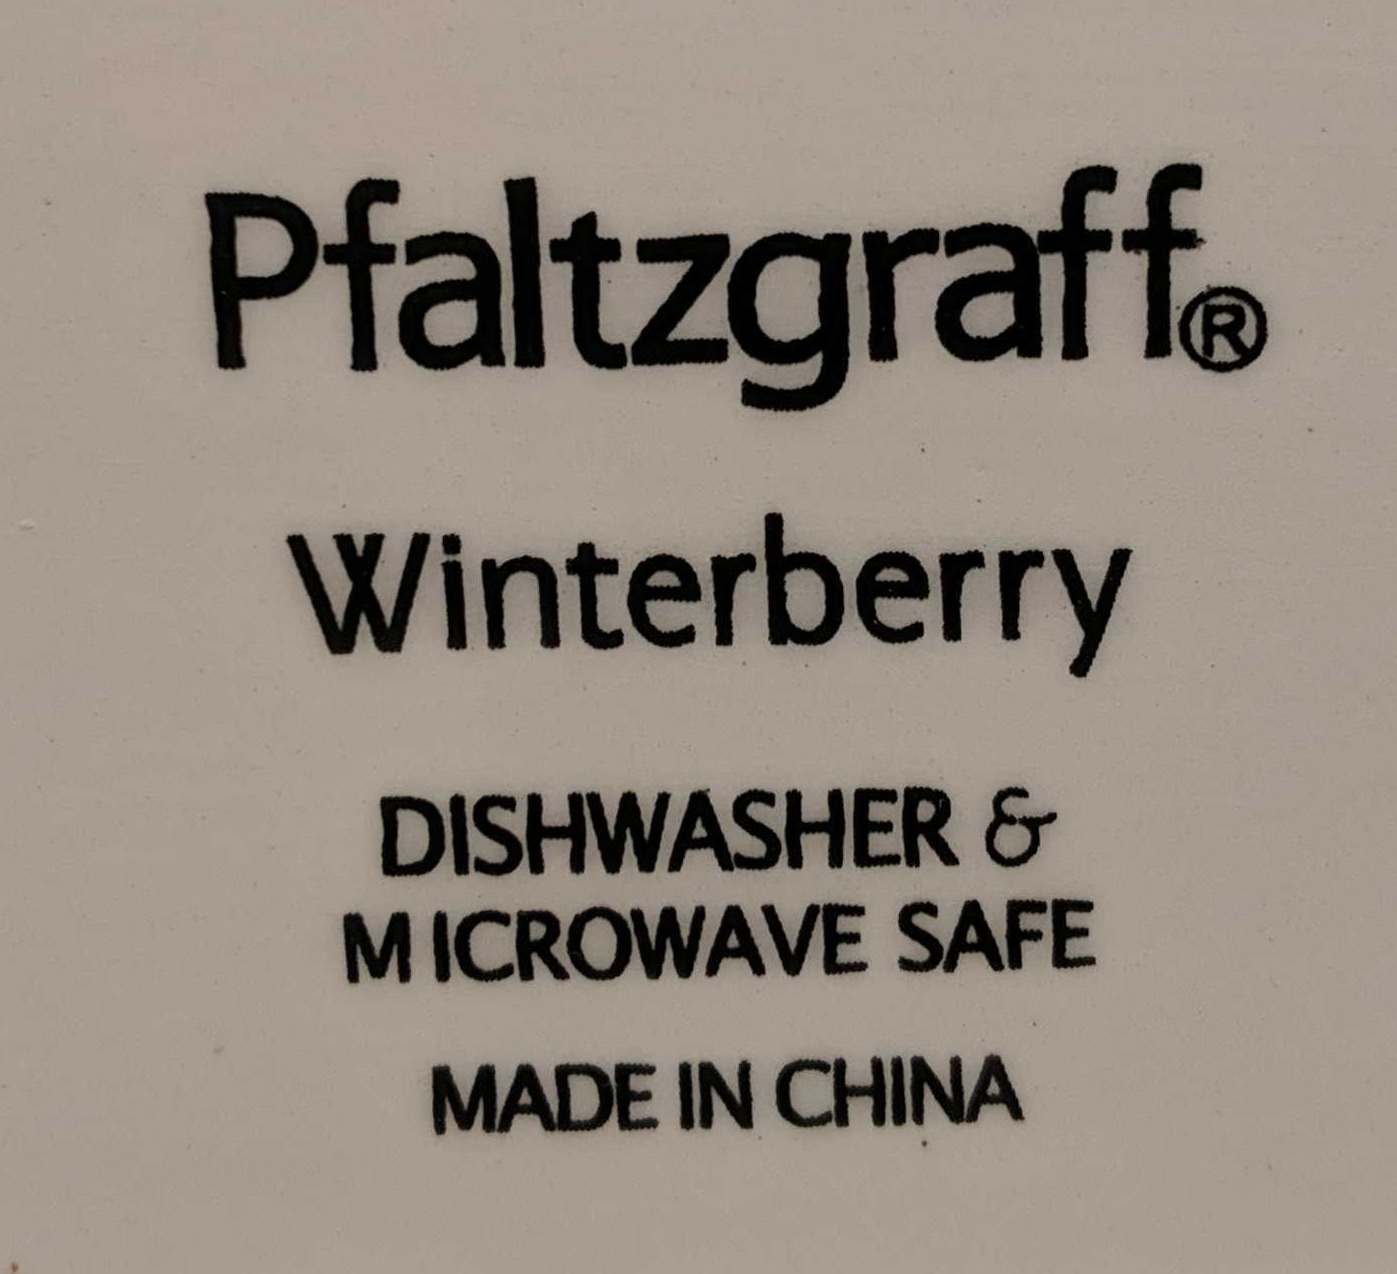 Pfaltzgraff®
Winterberry
DISHWASHER &
MICROWAVE SAFE
MADE IN CHINA